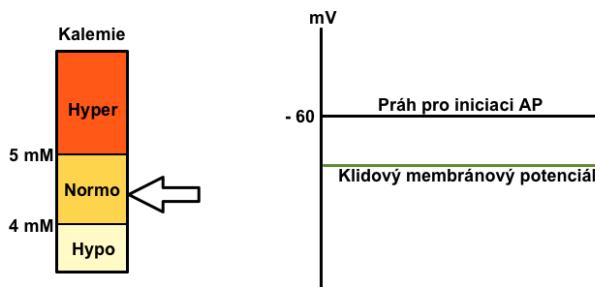 Kalemie
Hyper
5 mM
Normo
4 mM
Hypo
mV
Práh pro iniciaci AP
- 60
Klidový membránový potenciál